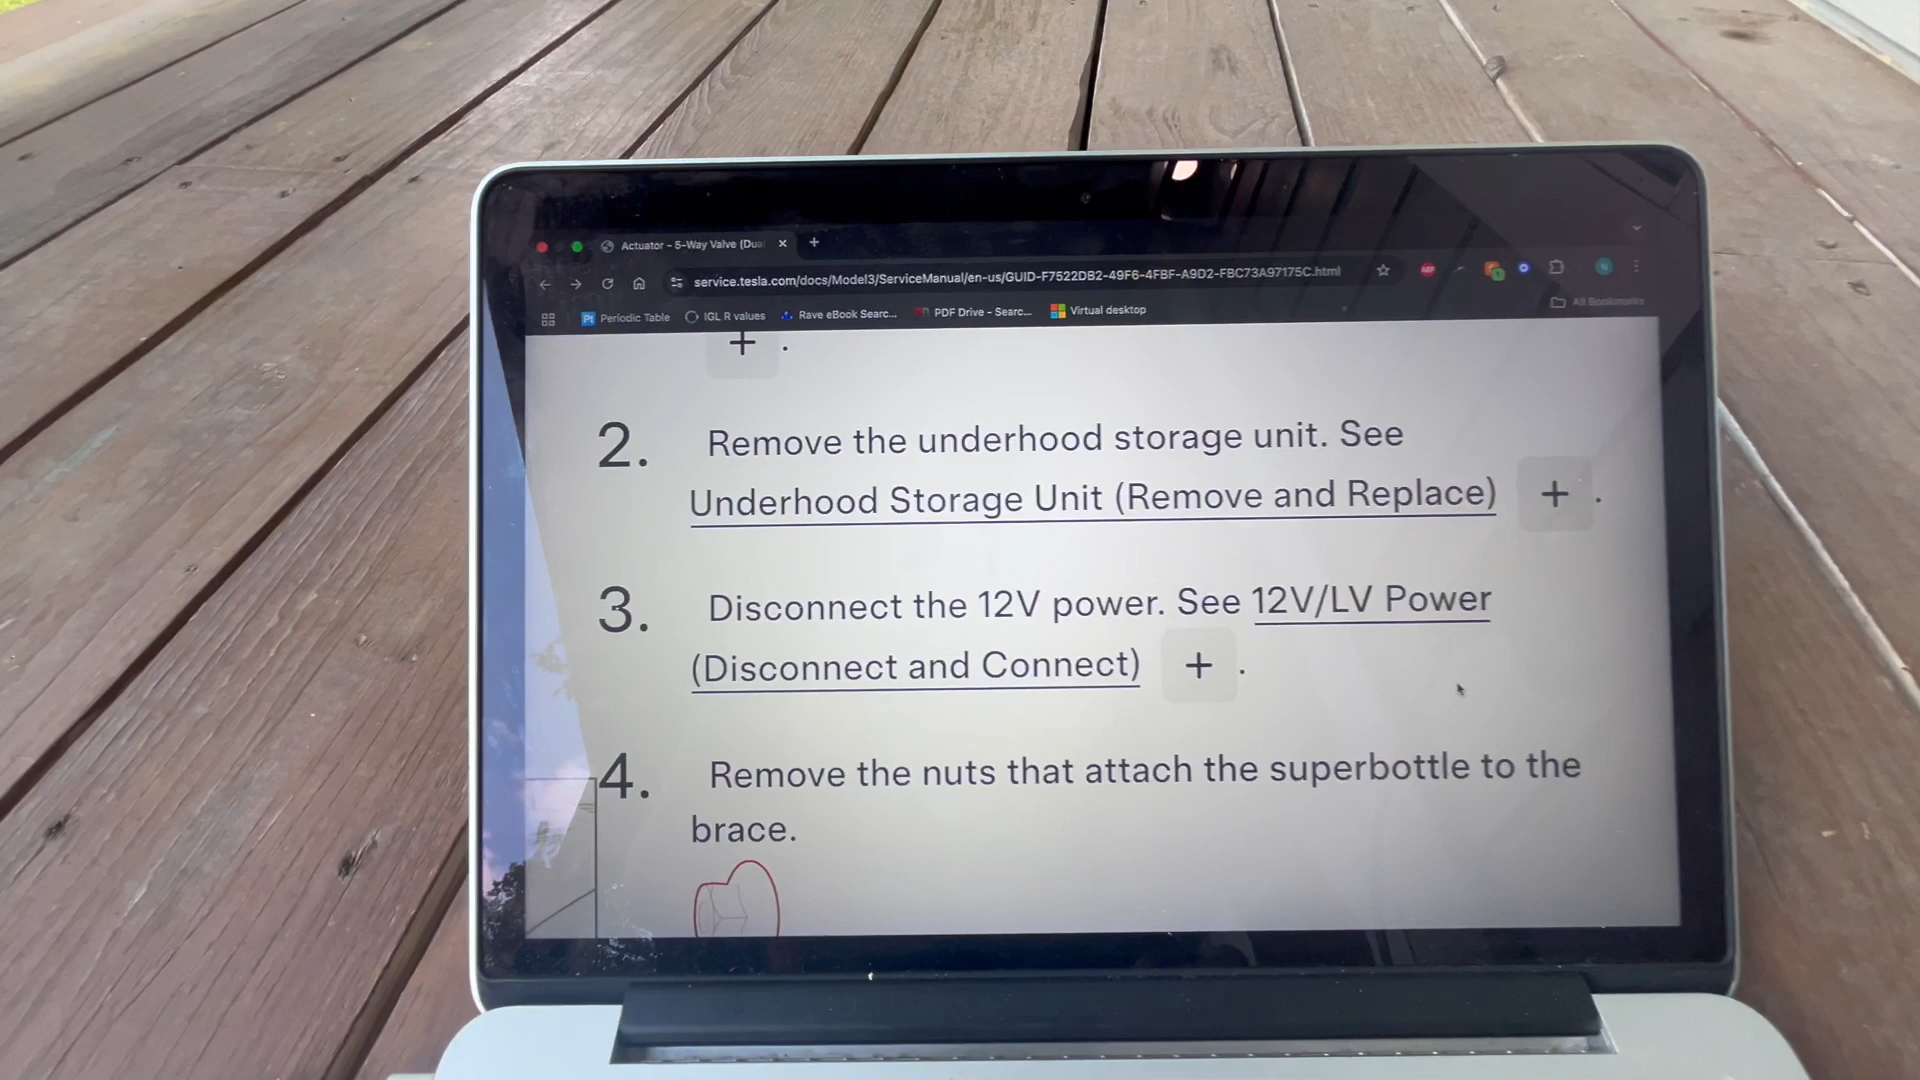 Actuator - 5-Way Valve (Dua
service.tesla.com/docs/Model3/ServiceManual/en-us/GUID-F7522DB2-49F6-4FBF-A9D2-FBC73A97175C.html
Pt Periodic Table IGL R values Rave eBook Searc... PDF Drive - Searc... Virtual desktop All Bookmarks
+ .
2. Remove the underhood storage unit. See
Underhood Storage Unit (Remove and Replace) + .
3. Disconnect the 12V power. See 12V/LV Power
(Disconnect and Connect) + .
4. Remove the nuts that attach the superbottle to the
brace.